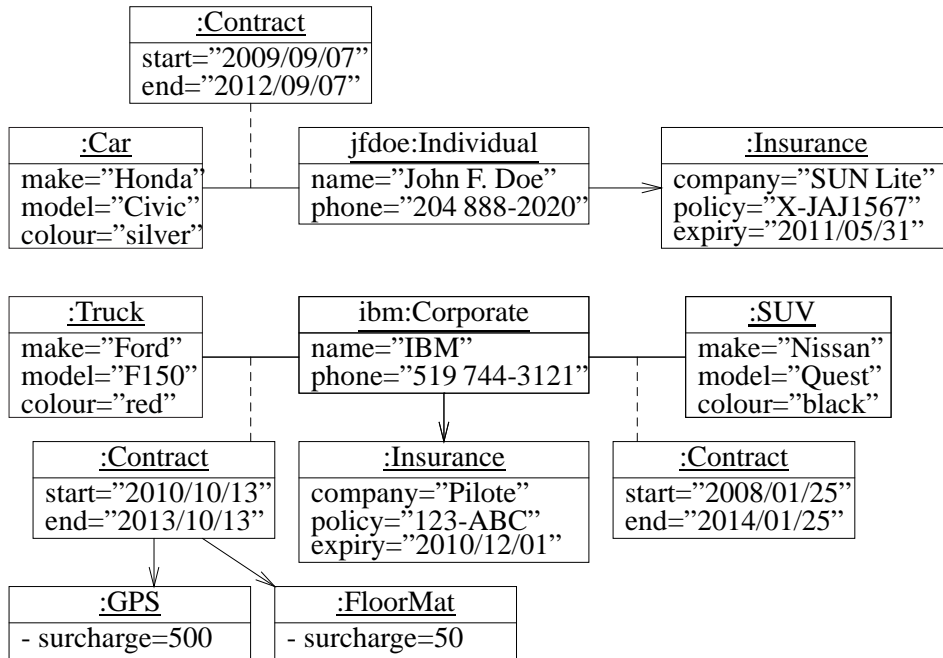 :Contract
start=”2009/09/07”
end=”2012/09/07”
:Car
make=”Honda”
model=”Civic”
colour=”silver”
jfdoe:Individual
name=”John F. Doe”
phone=”204 888-2020”
:Insurance
company=”SUN Lite”
policy=”X-JAJ1567”
expiry=”2011/05/31”
:Truck
make=”Ford”
model=”F150”
colour=”red”
ibm:Corporate
name=”IBM”
phone=”519 744-3121”
:SUV
make=”Nissan”
model=”Quest”
colour=”black”
:Contract
start=”2010/10/13”
end=”2013/10/13”
:Insurance
company=”Pilote”
policy=”123-ABC”
expiry=”2010/12/01”
:Contract
start=”2008/01/25”
end=”2014/01/25”
:GPS
- surcharge=500
:FloorMat
- surcharge=50